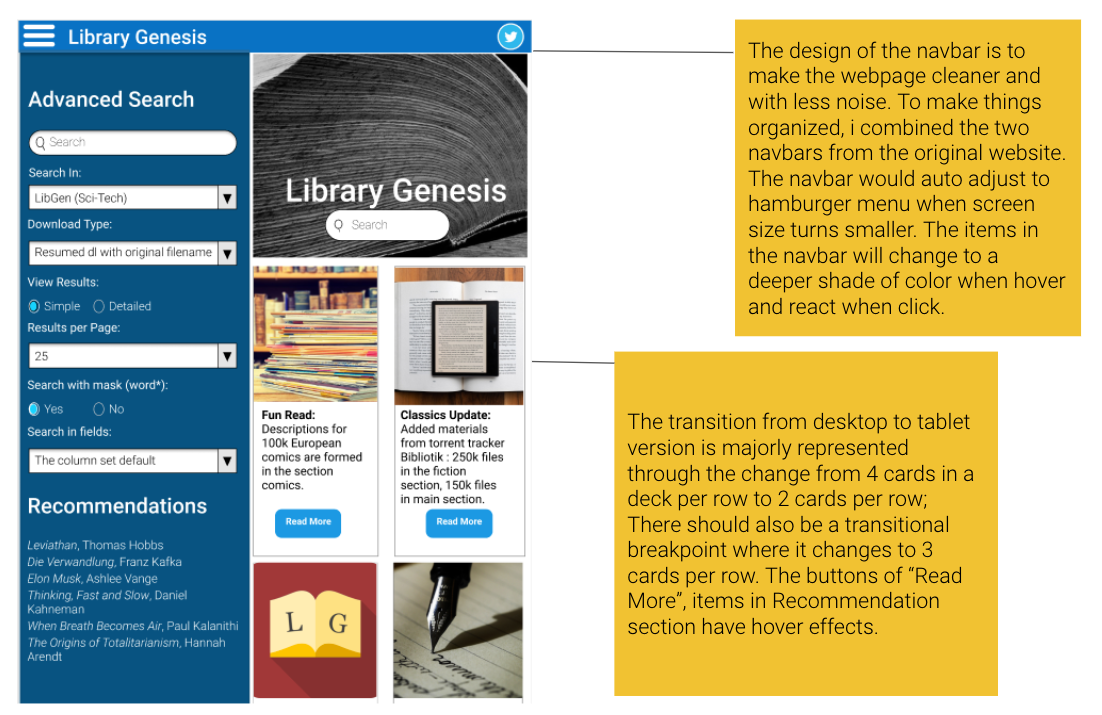 Library Genesis
Advanced Search
Search
Search In:
LibGen (Sci-Tech)
Download Type:
Resumed dl with original filename
View Results:
Simple
Detailed
Results per Page:
25
Search with mask (word*):
Yes
No
Search in fields:
The column set default
Recommendations
Leviathan, Thomas Hobbs
Die Verwandlung, Franz Kafka
Elon Musk, Ashlee Vange
Thinking, Fast and Slow, Daniel
Kahneman
When Breath Becomes Air, Paul Kalanithi
The Origins of Totalitarianism, Hannah
Arendt
Library Genesis
Search
Fun Read:
Descriptions for
100k European
comics are formed
in the section
comics.
Read More
Classics Update:
Added materials
from torrent tracker
Bibliotik : 250k files
in the fiction
section, 150k files
in main section.
Read More
L G
The design of the navbar is to
make the webpage cleaner and
with less noise. To make things
organized, i combined the two
navbars from the original website.
The navbar would auto adjust to
hamburger menu when screen
size turns smaller. The items in
the navbar will change to a
deeper shade of color when hover
and react when click.
The transition from desktop to tablet
version is majorly represented
through the change from 4 cards in a
deck per row to 2 cards per row;
There should also be a transitional
breakpoint where it changes to 3
cards per row. The buttons of “Read
More”, items in Recommendation
section have hover effects.